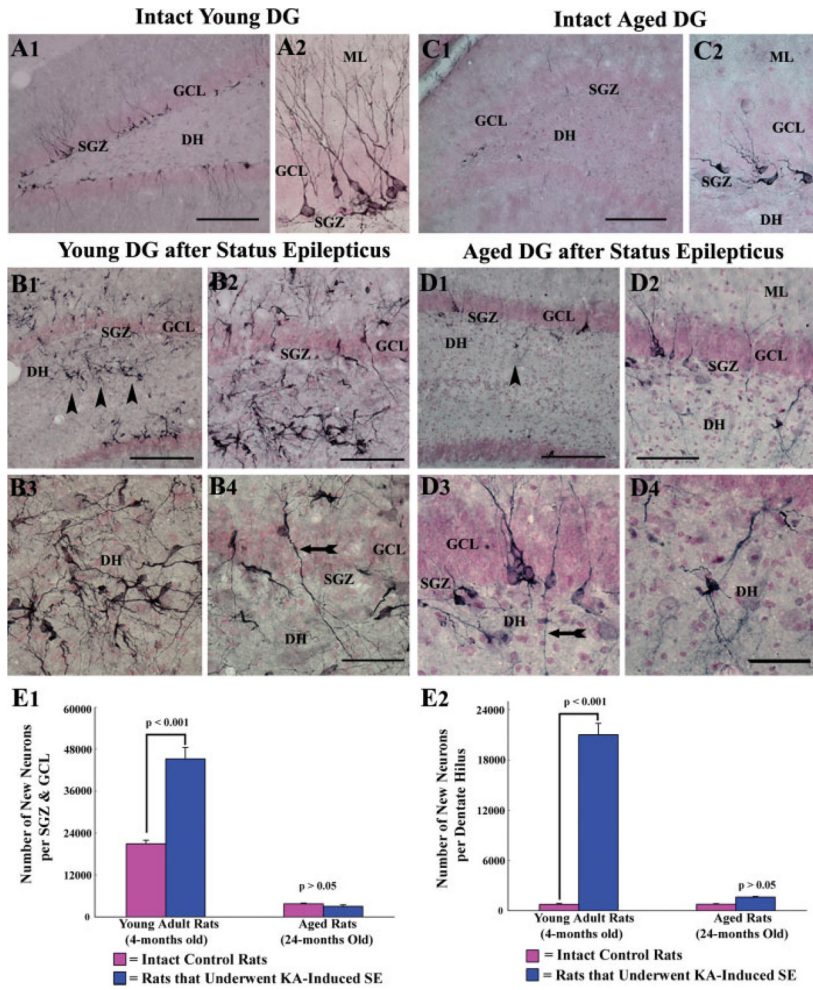 Intact Young DG
Intact Aged DG
A1
GCL
SGZ
DH
A2
ML
GCL
SGZ
C1
SGZ
GCL
DH
C2
ML
GCL
SGZ
DH
Young DG after Status Epilepticus
Aged DG after Status Epilepticus
B1
SGZ
GCL
DH
B2
SGZ
D1
SGZ
GCL
DH
D2
ML
GCL
SGZ
DH
B3
DH
B4
GCL
SGZ
DH
D3
GCL
SGZ
DH
D4
DH
E1
60000
48000
36000
24000
12000
0
Number of New Neurons
per SGZ & GCL
p < 0.001
p > 0.05
Young Adult Rats
(4-months old)
Aged Rats
(24-months Old)
= Intact Control Rats
= Rats that Underwent KA-Induced SE
E2
24000
18000
12000
6000
0
Number of New Neurons
per Dentate Hilus
p < 0.001
p > 0.05
Young Adult Rats
(4-months old)
Aged Rats
(24-months Old)
= Intact Control Rats
= Rats that Underwent KA-Induced SE